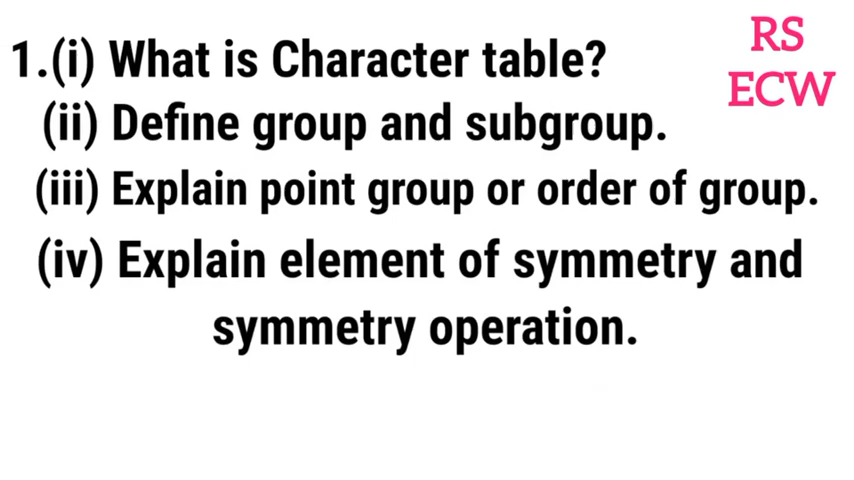 RS
ECW
1.(i) What is Character table?
(ii) Define group and subgroup.
(iii) Explain point group or order of group.
(iv) Explain element of symmetry and
symmetry operation.